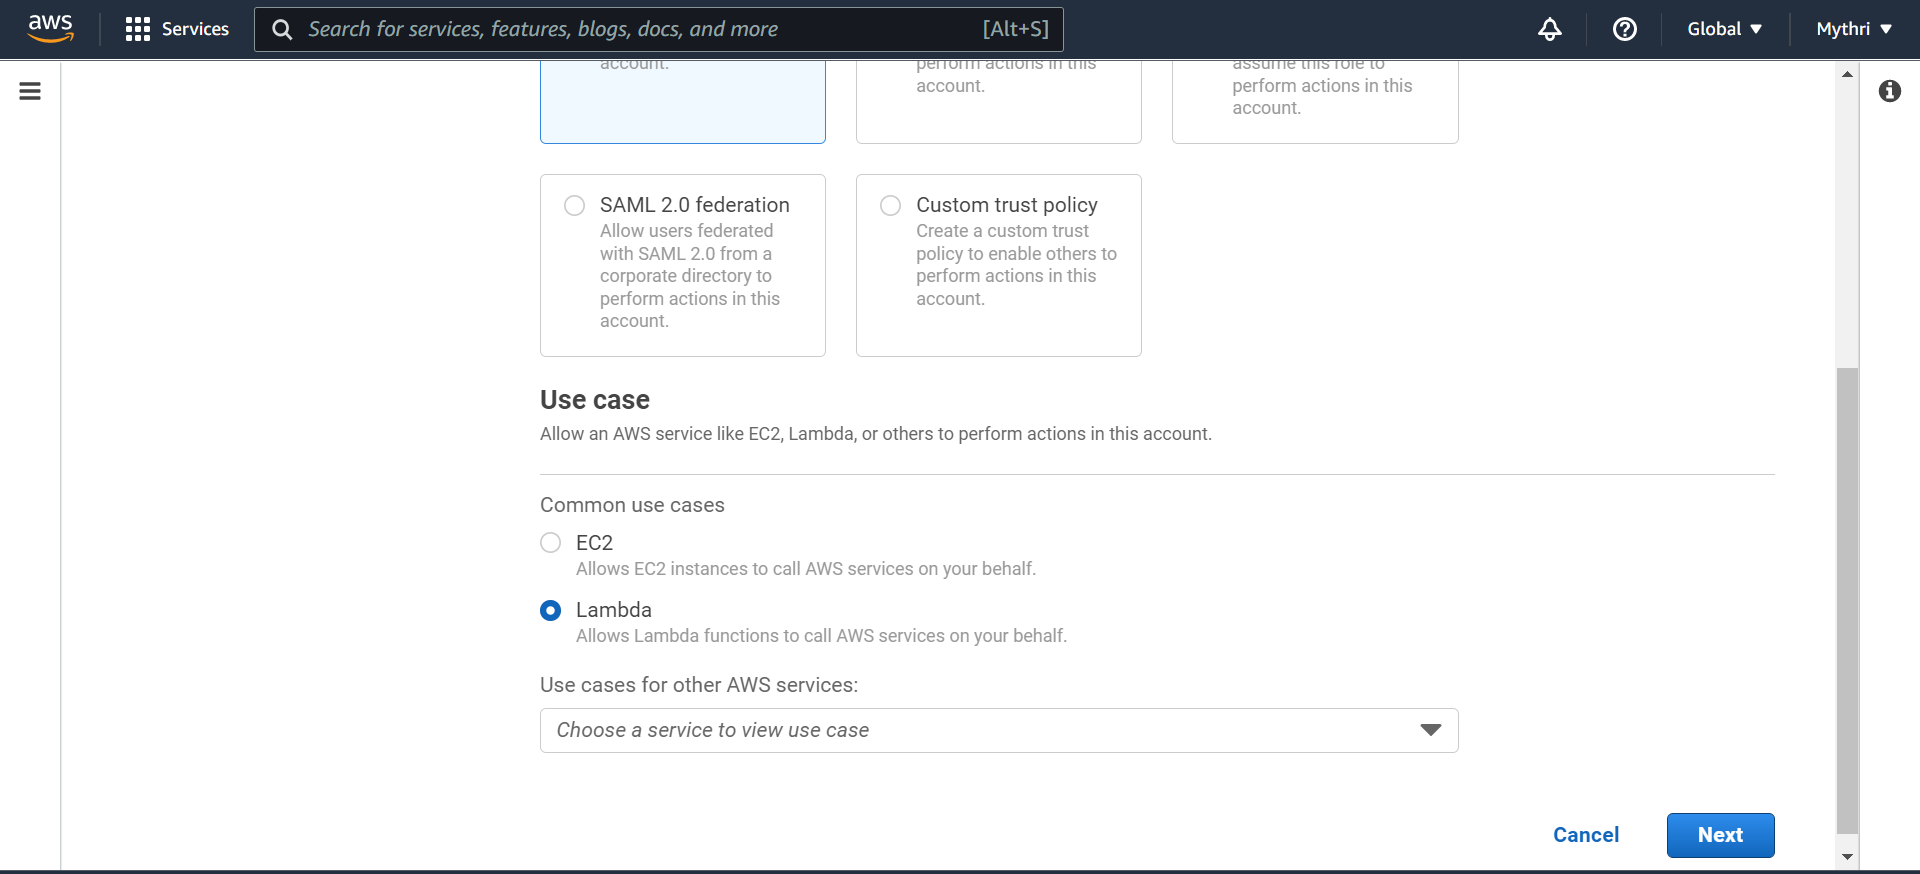 aws
Services
Search for services, features, blogs, docs, and more [Alt+S]
Global
Mythri
account.
perform actions in this
account.
assume this role to
perform actions in this
account.
SAML 2.0 federation
Allow users federated
with SAML 2.0 from a
corporate directory to
perform actions in this
account.
Custom trust policy
Create a custom trust
policy to enable others to
perform actions in this
account.
Use case
Allow an AWS service like EC2, Lambda, or others to perform actions in this account.
Common use cases
EC2
Allows EC2 instances to call AWS services on your behalf.
Lambda
Allows Lambda functions to call AWS services on your behalf.
Use cases for other AWS services:
Choose a service to view use case
Cancel
Next